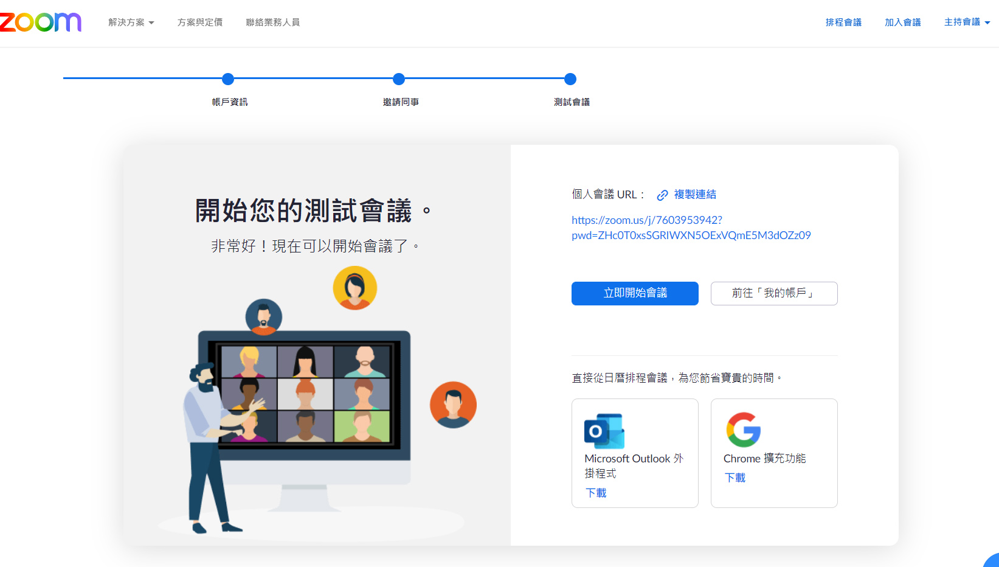 zoom
解決方案
方案與定價
聯絡業務人員
排程會議
加入會議
主持會議
帳戶資訊
邀請同事
測試會議
開始您的測試會議。
非常好！現在可以開始會議了。
個人會議 URL：
複製連結
https://zoom.us/j/7603953942?
pwd=ZHc0T0xsSGRIWXN5OExVQmE5M3dOZz09
立即開始會議
前往「我的帳戶」
直接從日曆排程會議，為您節省寶貴的時間。
Microsoft Outlook 外
掛程式
下載
Chrome 擴充功能
下載